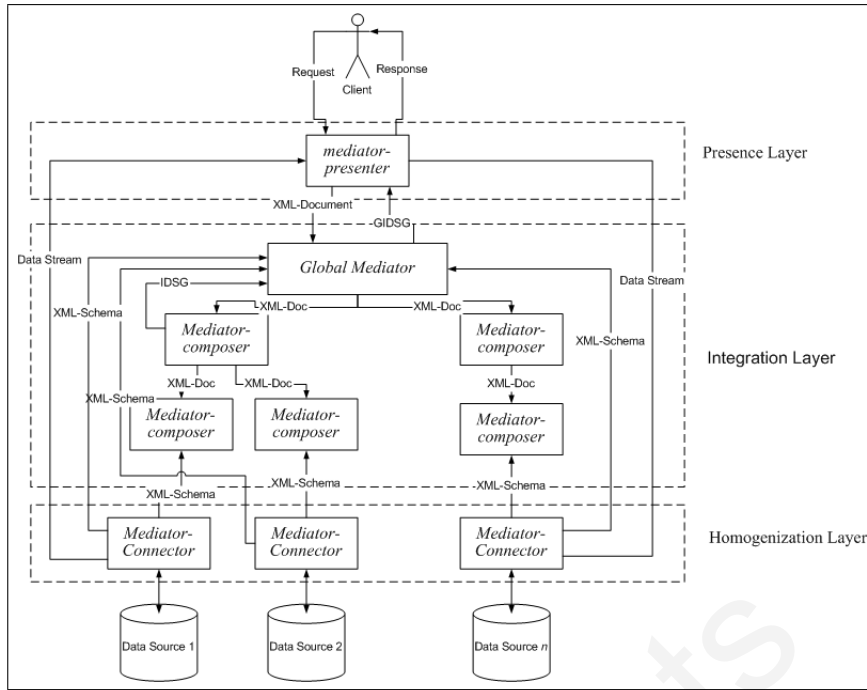 Request
Response
Client
mediator-
presenter
Presence Layer
XML-Document
GIDSG
Global Mediator
Data Stream
IDSG
Data Stream
XML-Doc
XML-Doc
XML-Schema
Mediator-
composer
Mediator-
composer
XML-Schema
Integration Layer
XML-Doc
XML-Doc
XML-Doc
XML-Schema
Mediator-
composer
Mediator-
composer
Mediator-
composer
XML-Schema
XML-Schema
XML-Schema
Mediator-
Connector
Mediator-
Connector
Mediator-
Connector
Homogenization Layer
Data Source 1
Data Source 2
Data Source n